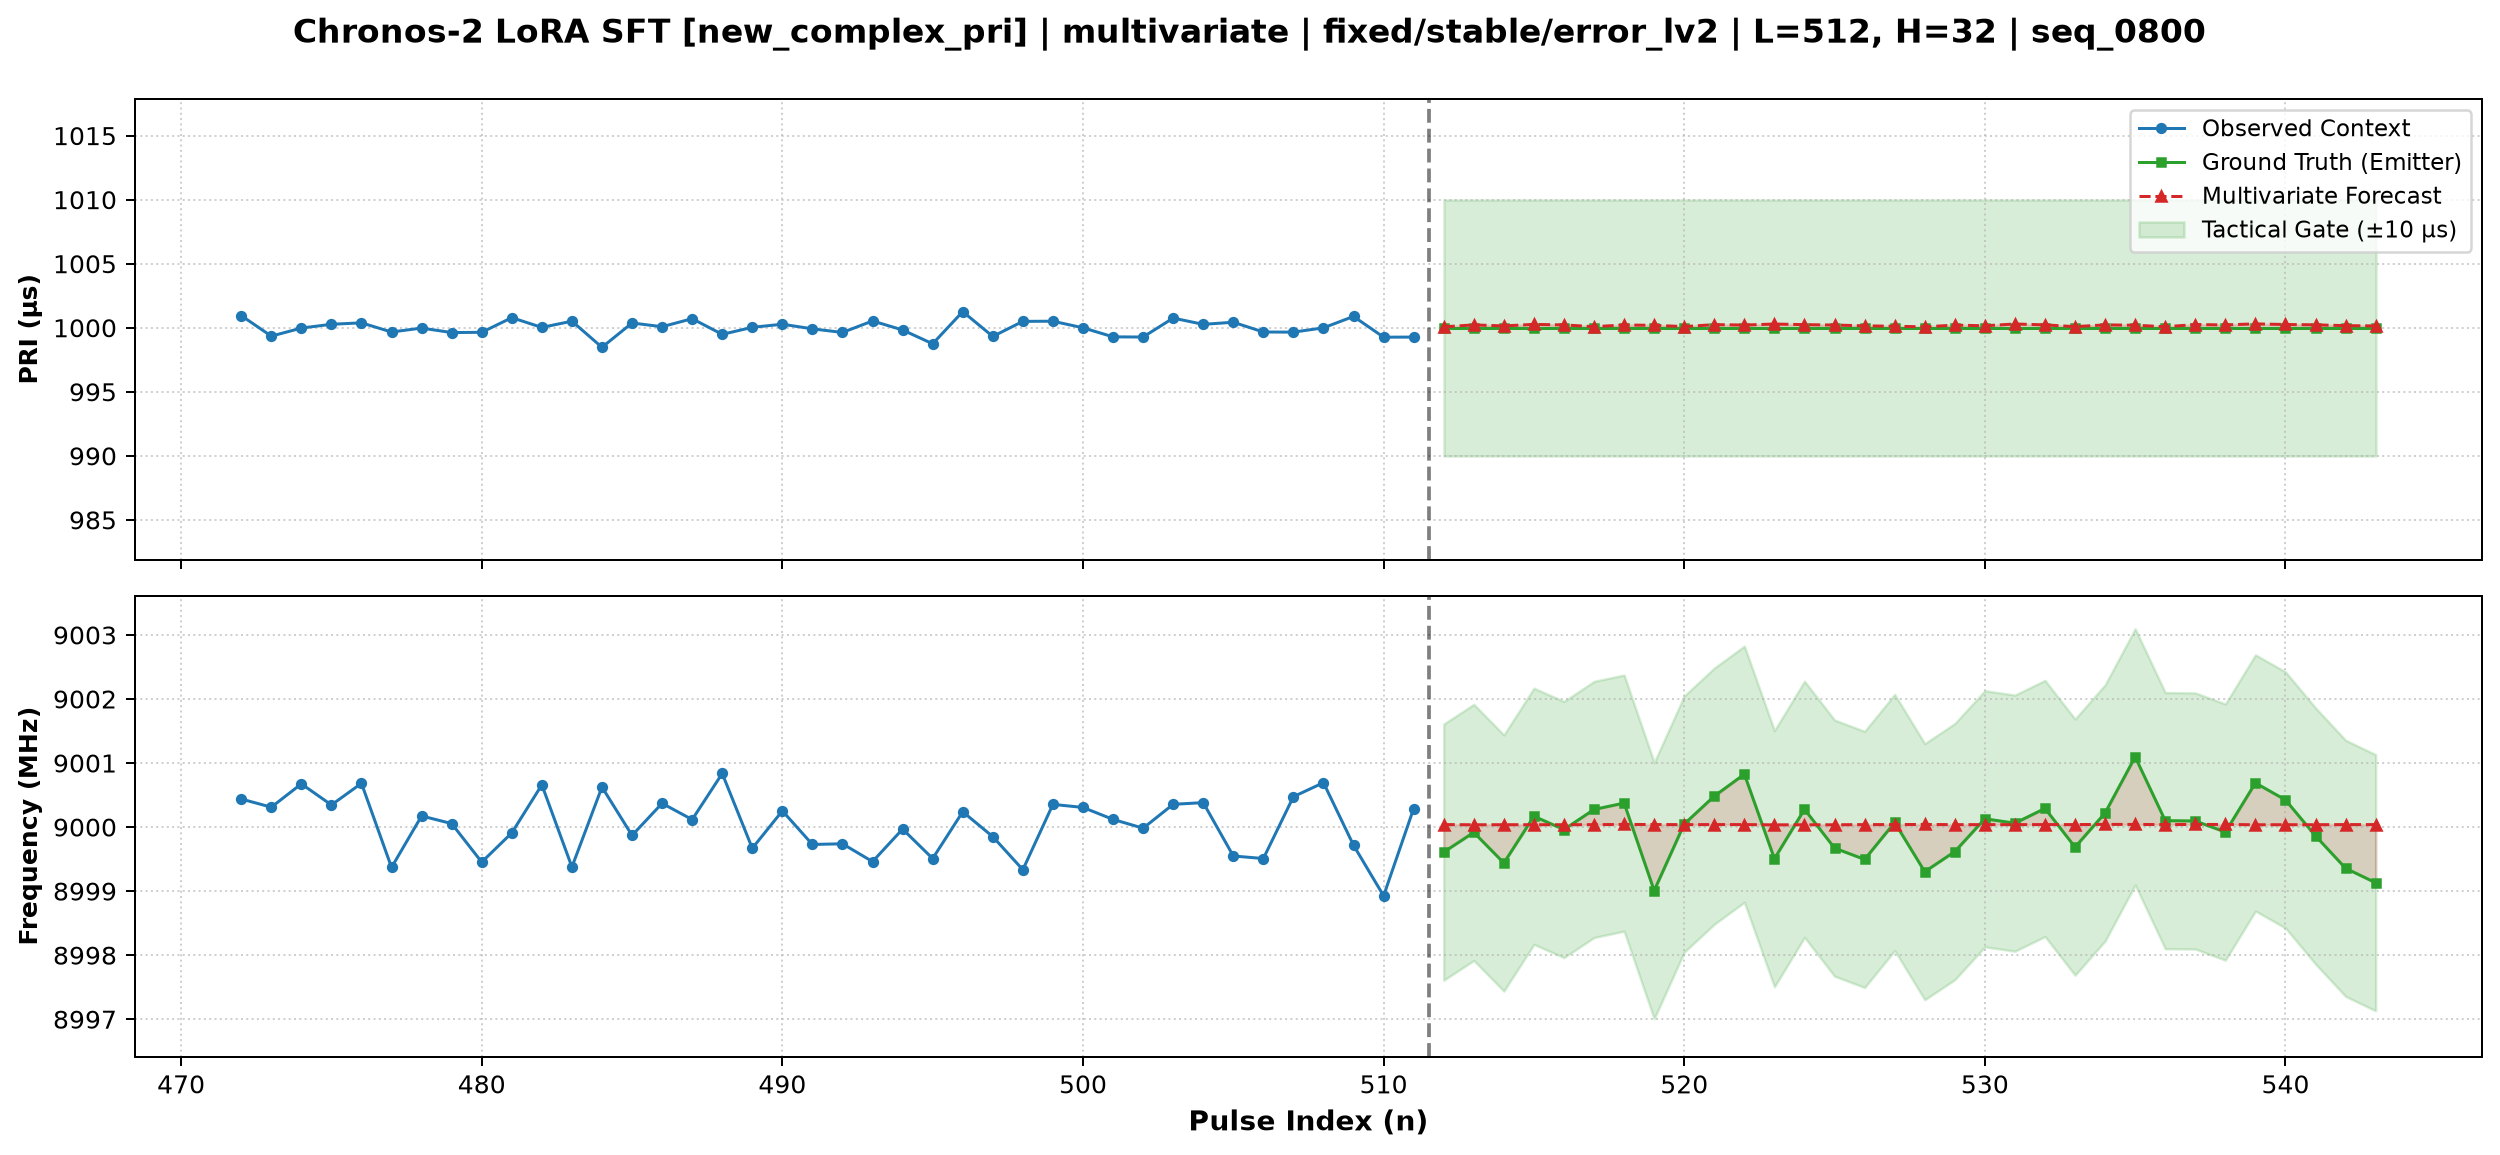 Chronos-2 LoRA SFT [new_complex_pri] | multivariate | fixed/stable/error_lv2 | L=512, H=32 | seq_0800
1015
1010
1005
1000
995
990
985
PRI (µs)
Observed Context
Ground Truth (Emitter)
Multivariate Forecast
Tactical Gate (±10 µs)
9003
9002
9001
9000
8999
8998
8997
Frequency (MHz)
470
480
490
500
510
520
530
540
Pulse Index (n)